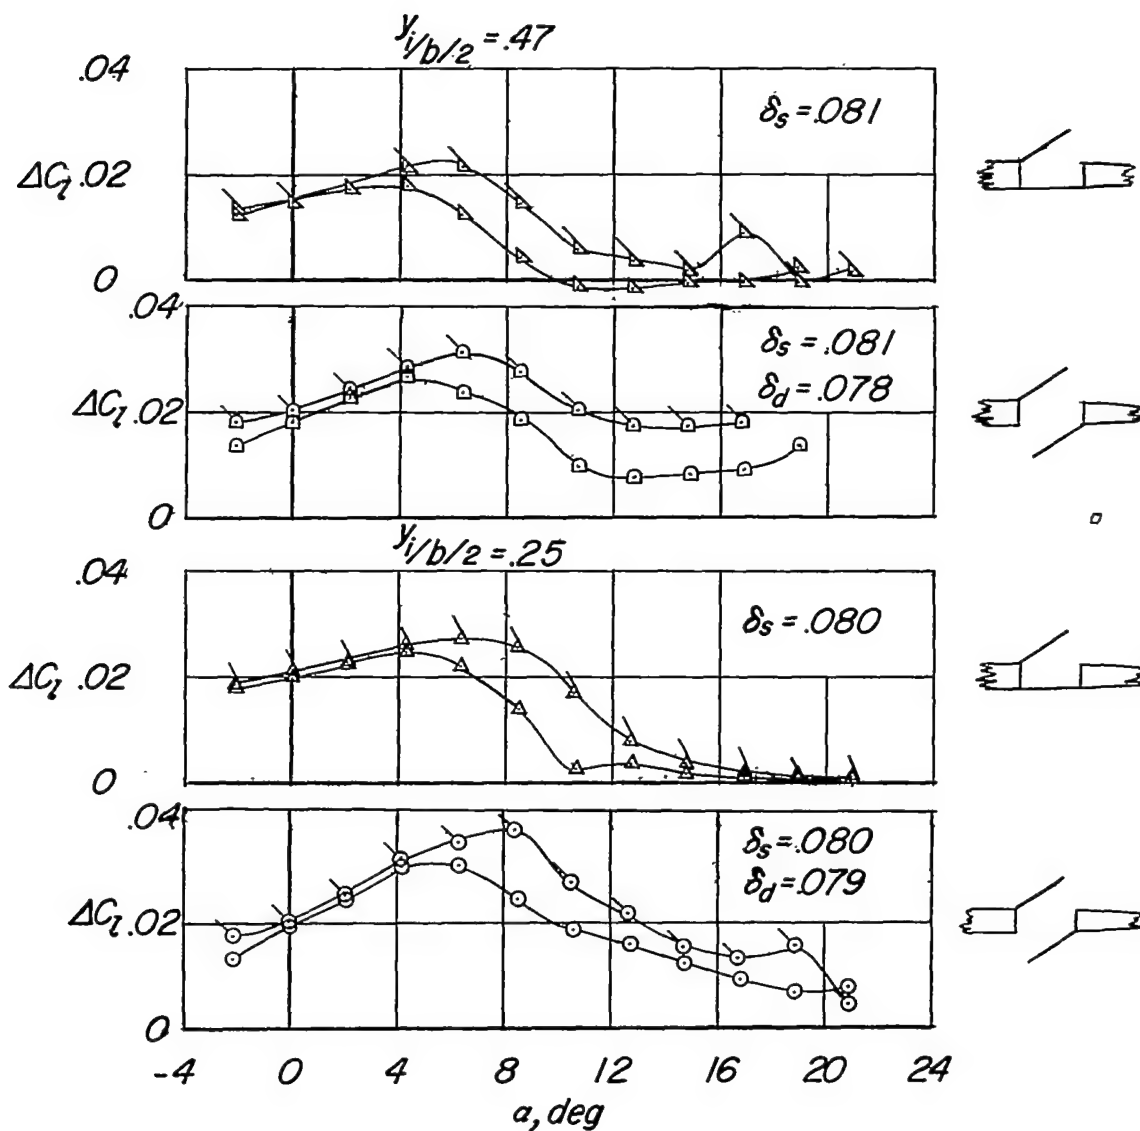 yi/b/2 = .47
.04
δs = .081
ΔCl .02
0
.04
δs = .081
δd = .078
ΔCl .02
0
yi/b/2 = .25
.04
δs = .080
ΔCl .02
0
.04
δs = .080
δd = .079
ΔCl .02
0
-4 0 4 8 12 16 20 24
α, deg